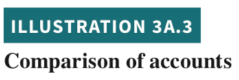 ILLUSTRATION 3A.3
Comparison of accounts